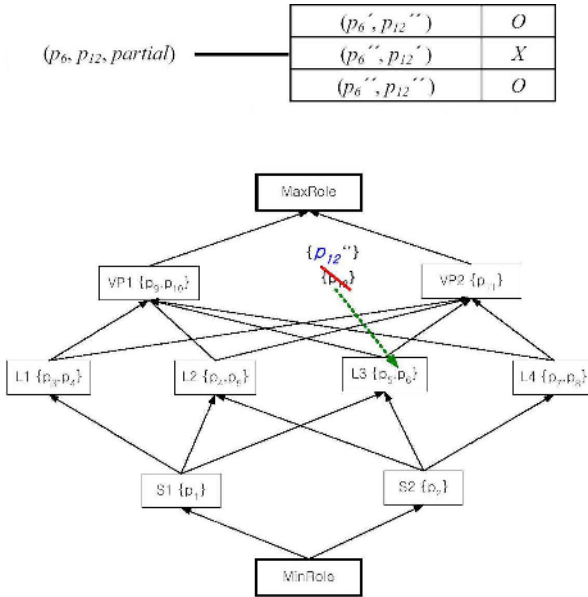 (p₆′, p₁₂″) O
(p₆, p₁₂, partial) (p₆″, p₁₂′) X
(p₆″, p₁₂″) O
MaxRole
{p₁₂″}
{p₁₂}
VP1 {p₉,p₁₀} VP2 {p₁₁}
L1 {p₃,p₄} L2 {p₄,p₅} L3 {p₅,p₆} L4 {p₇,p₈}
S1 {p₁} S2 {p₂}
MinRole